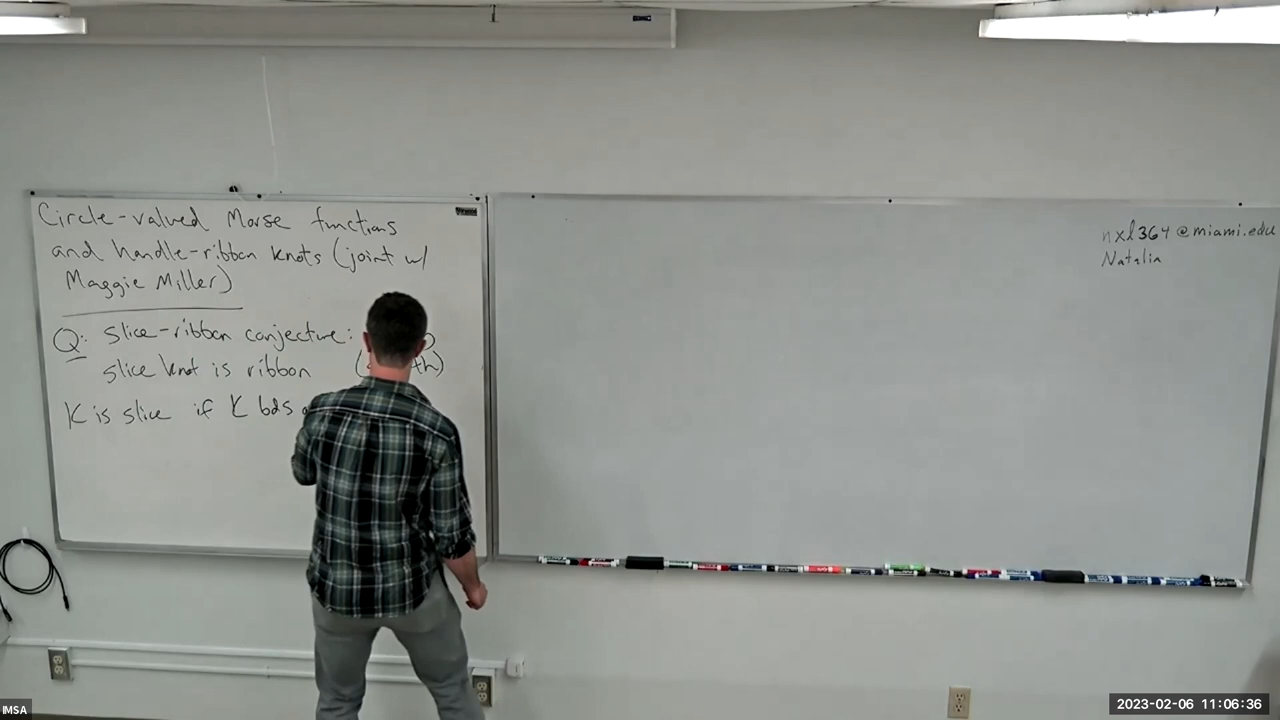 Circle-valued Morse functions
and handle-ribbon knots (joint w/
Maggie Miller)
Q: slice-ribbon conjecture:
slice knot is ribbon
K is slice if K bds
nxl364@miami.edu
Natalia
IMSA
2023-02-06 11:06:36